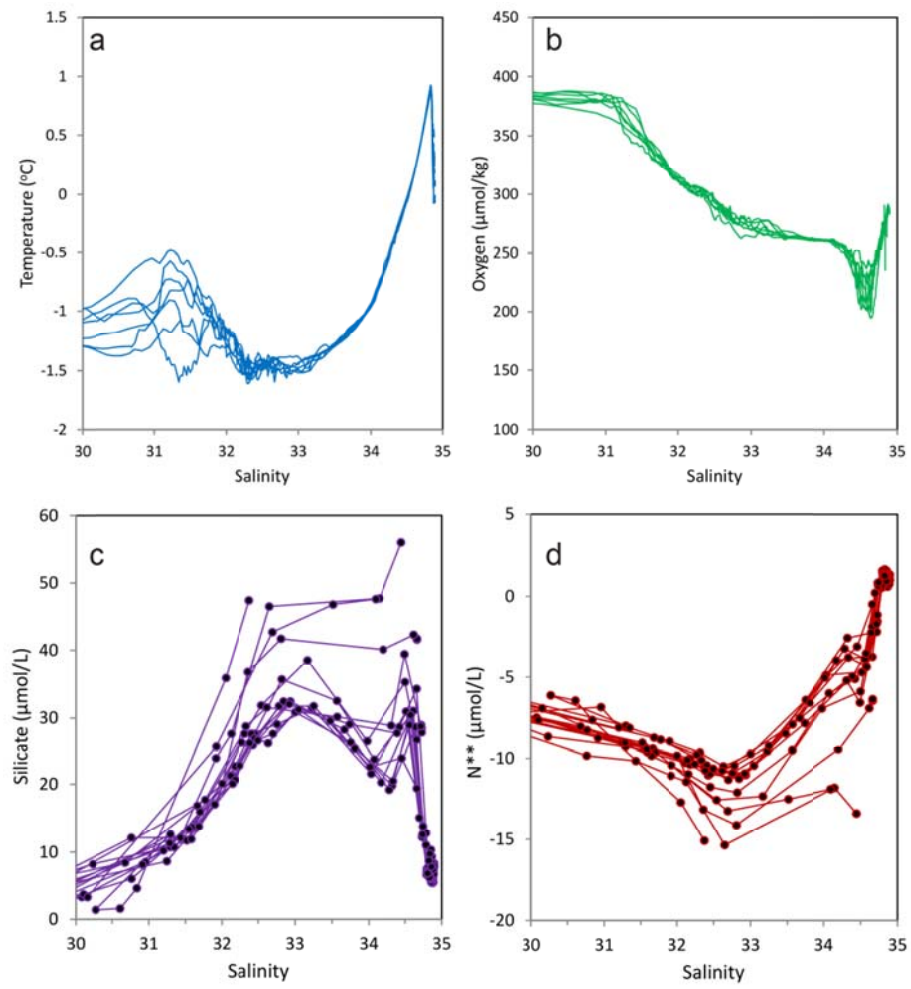 a
Temperature (°C)
1.5
1
0.5
0
-0.5
-1
-1.5
-2
30 31 32 33 34 35
Salinity
b
Oxygen (µmol/kg)
450
400
350
300
250
200
150
100
30 31 32 33 34 35
Salinity
c
Silicate (µmol/L)
60
50
40
30
20
10
0
30 31 32 33 34 35
Salinity
d
N** (µmol/L)
5
0
-5
-10
-15
-20
30 31 32 33 34 35
Salinity